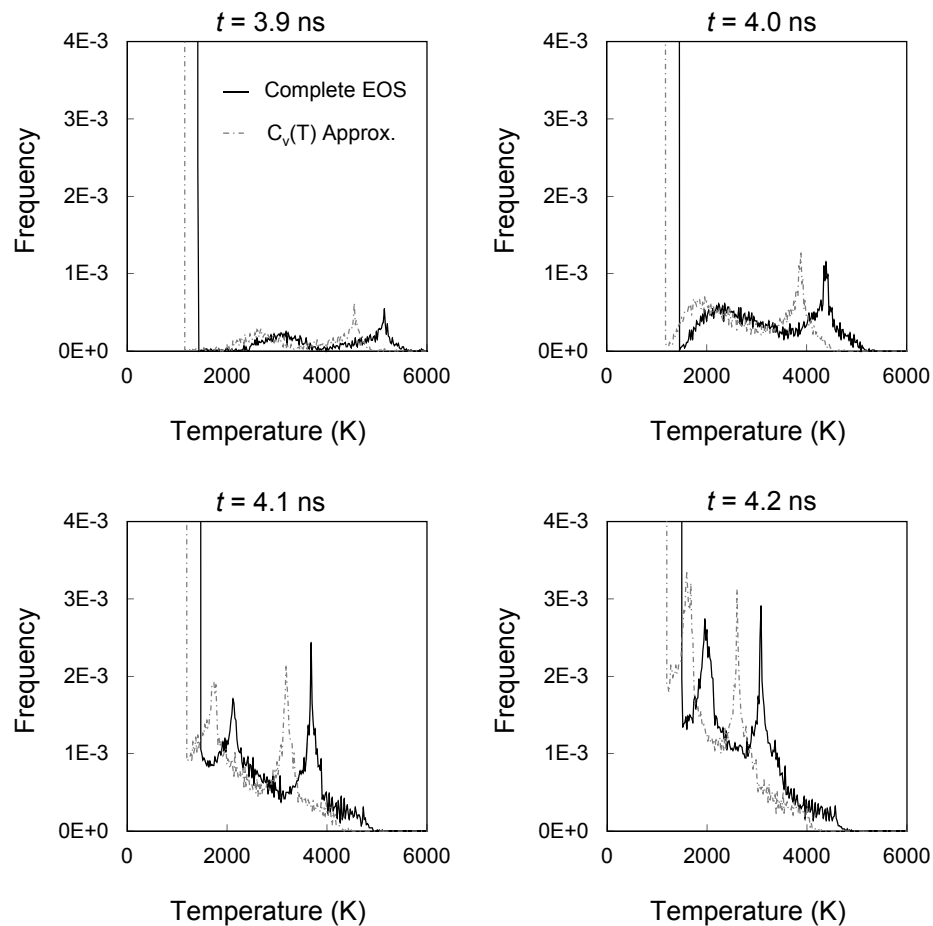 t = 3.9 ns
4E-3
3E-3
2E-3
1E-3
0E+0
Frequency
Complete EOS
Cv(T) Approx.
0 2000 4000 6000
Temperature (K)
t = 4.0 ns
4E-3
3E-3
2E-3
1E-3
0E+0
Frequency
0 2000 4000 6000
Temperature (K)
t = 4.1 ns
4E-3
3E-3
2E-3
1E-3
0E+0
Frequency
0 2000 4000 6000
Temperature (K)
t = 4.2 ns
4E-3
3E-3
2E-3
1E-3
0E+0
Frequency
0 2000 4000 6000
Temperature (K)